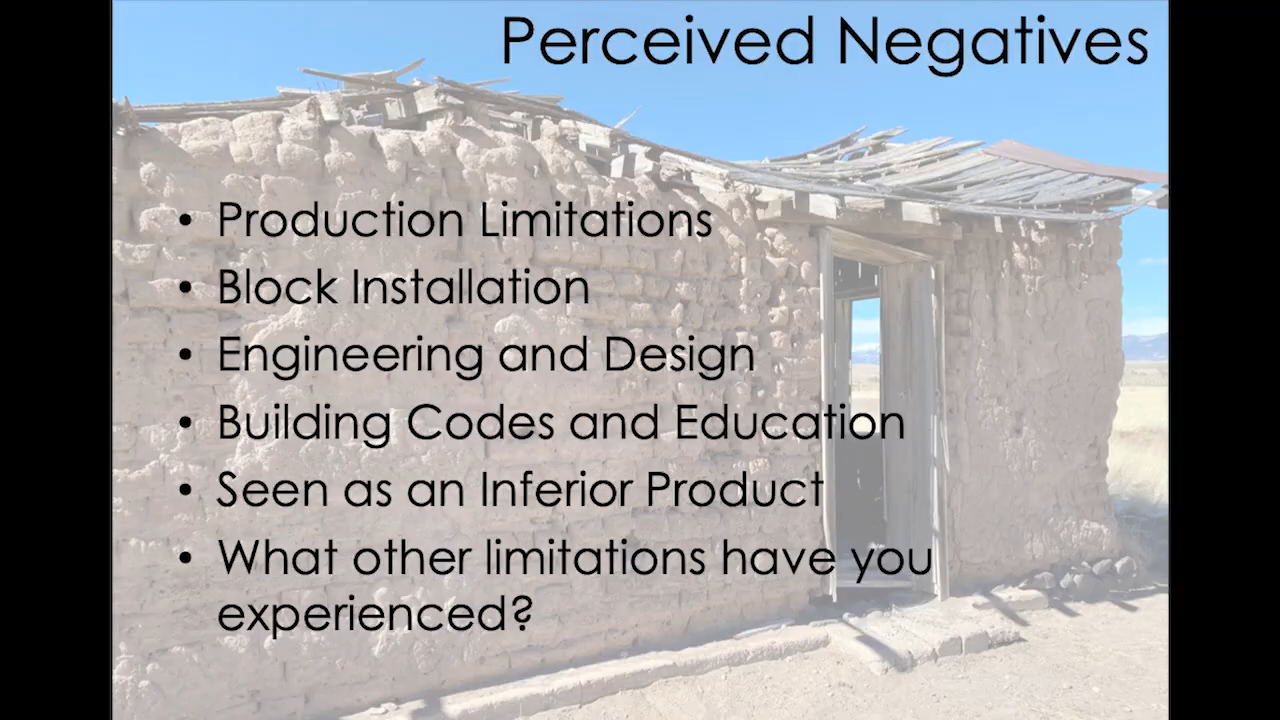 Perceived Negatives
• Production Limitations
• Block Installation
• Engineering and Design
• Building Codes and Education
• Seen as an Inferior Product
• What other limitations have you
experienced?